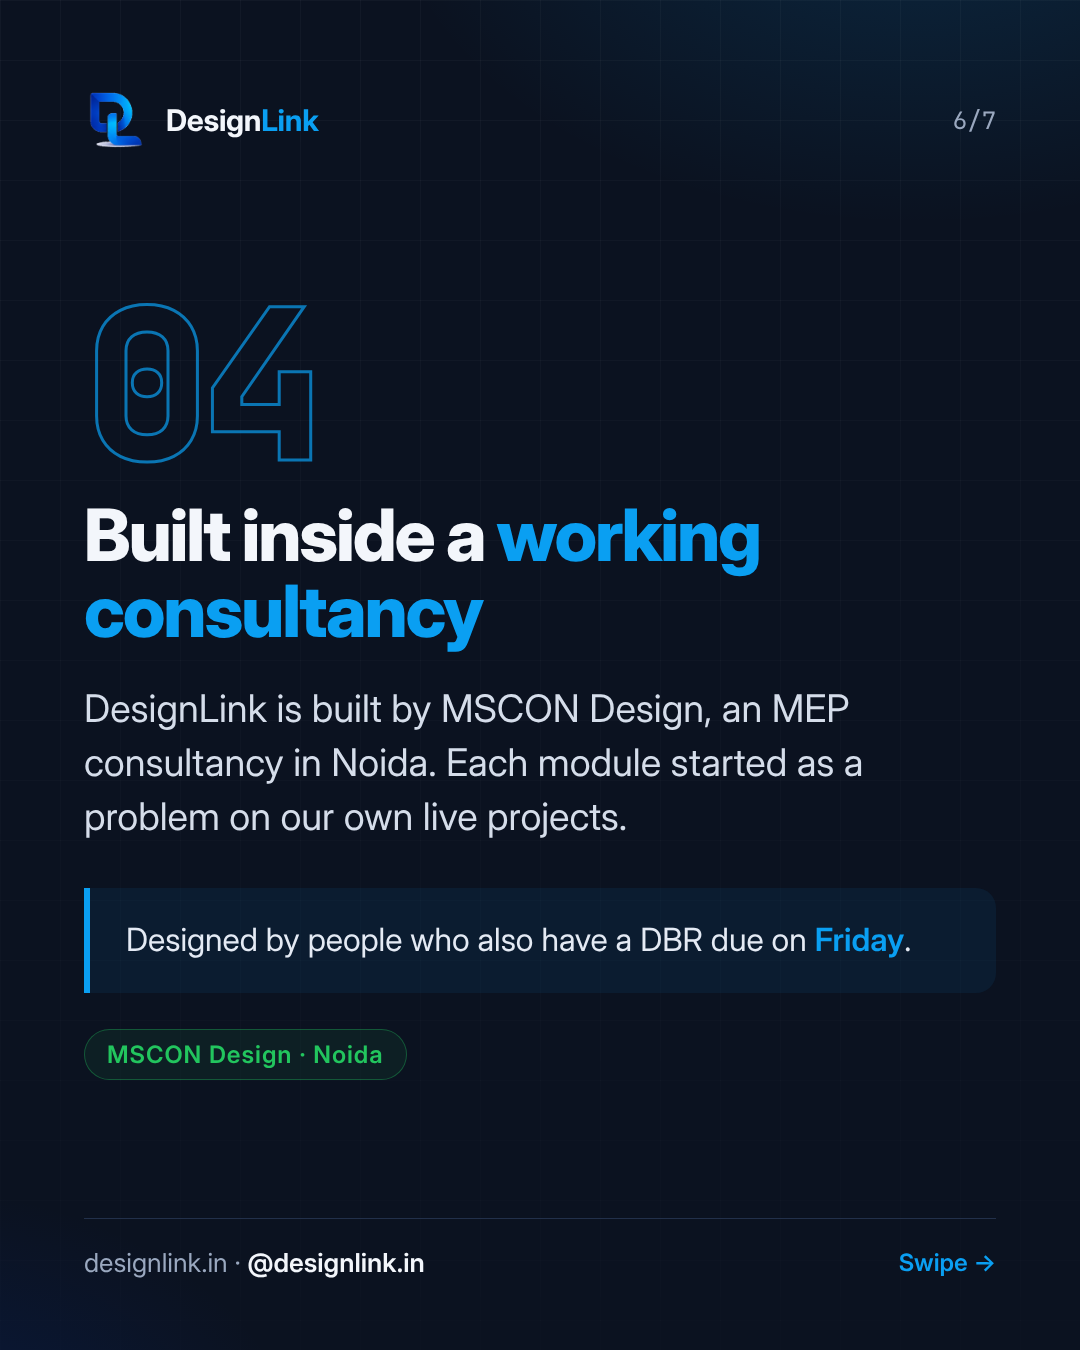 DesignLink
6/7
04
Built inside a working
consultancy
DesignLink is built by MSCON Design, an MEP
consultancy in Noida. Each module started as a
problem on our own live projects.
Designed by people who also have a DBR due on Friday.
MSCON Design · Noida
designlink.in · @designlink.in
Swipe →